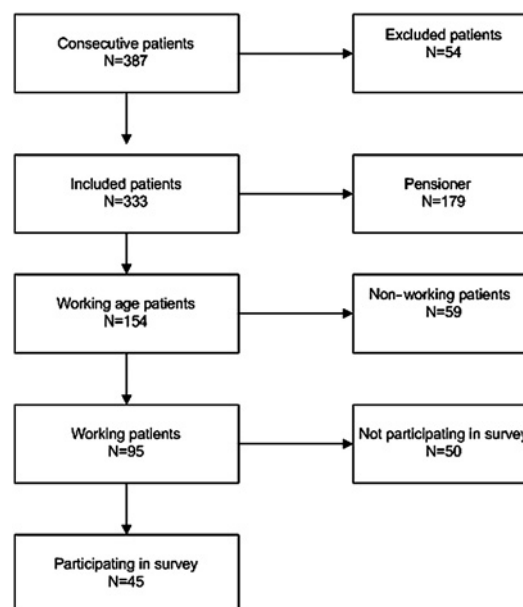 Consecutive patients
N=387
Excluded patients
N=54
Included patients
N=333
Pensioner
N=179
Working age patients
N=154
Non-working patients
N=59
Working patients
N=95
Not participating in survey
N=50
Participating in survey
N=45